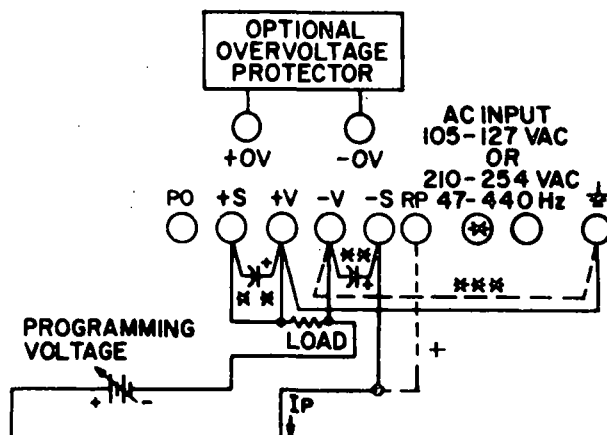 OPTIONAL
OVERVOLTAGE
PROTECTOR
+OV
-OV
AC INPUT
105-127 VAC
OR
210-254 VAC
47-440 Hz
PO
+S
+V
-V
-S
RP
*
+
**
**
+
***
PROGRAMMING
VOLTAGE
LOAD
+
+
-
IP